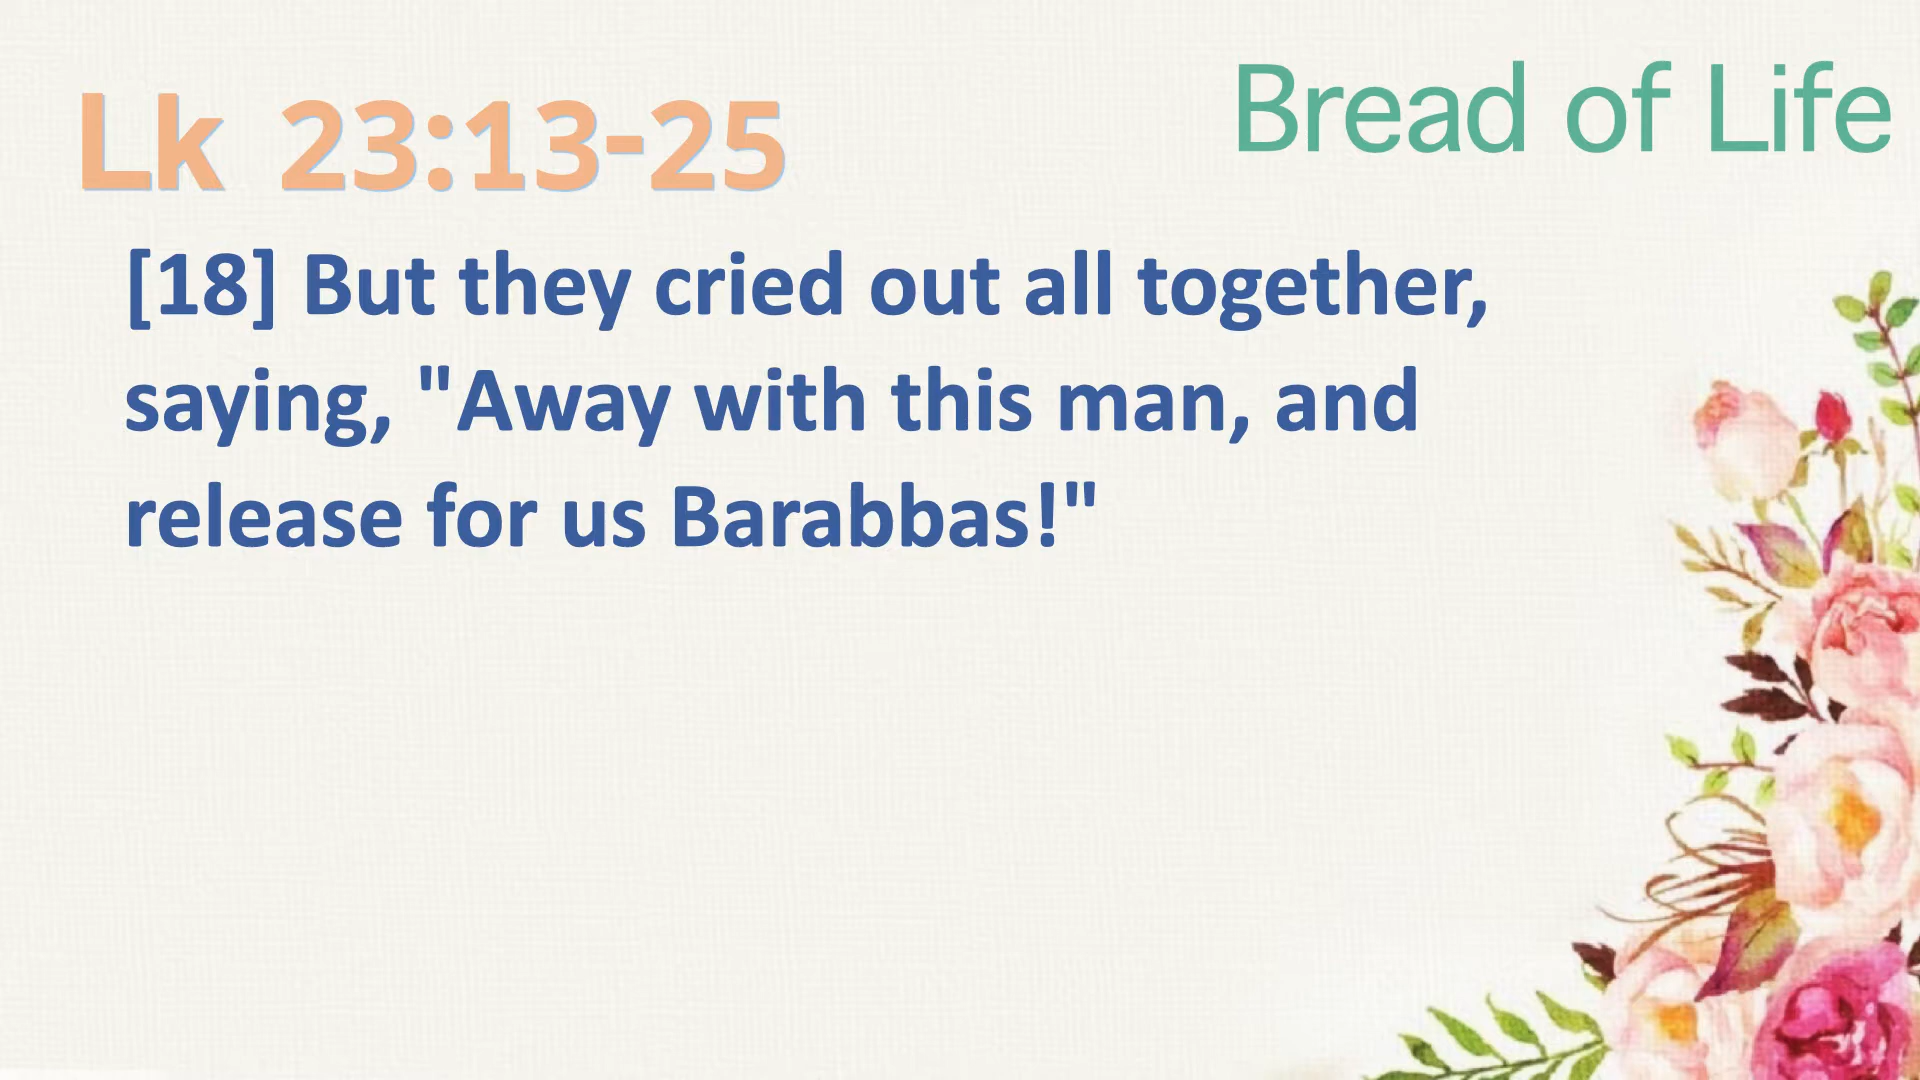 Bread of Life
Lk 23:13-25
[18] But they cried out all together,
saying, "Away with this man, and
release for us Barabbas!"